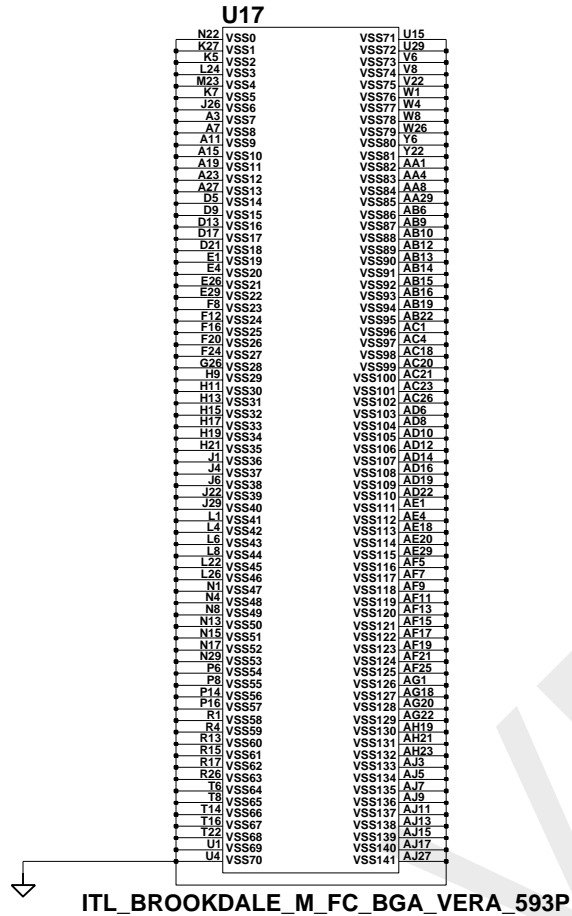 U17
N22 VSS0 VSS71 U15
K27 VSS1 VSS72 U29
K5 VSS2 VSS73 V6
L24 VSS3 VSS74 V8
M23 VSS4 VSS75 V22
K7 VSS5 VSS76 W1
J26 VSS6 VSS77 W4
A3 VSS7 VSS78 W8
A7 VSS8 VSS79 W26
A11 VSS9 VSS80 Y6
A15 VSS10 VSS81 Y22
A19 VSS11 VSS82 AA1
A23 VSS12 VSS83 AA4
A27 VSS13 VSS84 AA8
D5 VSS14 VSS85 AA29
D9 VSS15 VSS86 AB6
D13 VSS16 VSS87 AB9
D17 VSS17 VSS88 AB10
D21 VSS18 VSS89 AB12
E1 VSS19 VSS90 AB13
E4 VSS20 VSS91 AB14
E26 VSS21 VSS92 AB15
E29 VSS22 VSS93 AB16
F8 VSS23 VSS94 AB19
F12 VSS24 VSS95 AB22
F16 VSS25 VSS96 AC1
F20 VSS26 VSS97 AC4
F24 VSS27 VSS98 AC18
G26 VSS28 VSS99 AC20
H9 VSS29 VSS100 AC21
H11 VSS30 VSS101 AC23
H13 VSS31 VSS102 AC26
H15 VSS32 VSS103 AD6
H17 VSS33 VSS104 AD8
H19 VSS34 VSS105 AD10
H21 VSS35 VSS106 AD12
J1 VSS36 VSS107 AD14
J4 VSS37 VSS108 AD16
J6 VSS38 VSS109 AD19
J22 VSS39 VSS110 AD22
J29 VSS40 VSS111 AE1
L1 VSS41 VSS112 AE4
L4 VSS42 VSS113 AE18
L6 VSS43 VSS114 AE20
L8 VSS44 VSS115 AE29
L22 VSS45 VSS116 AF5
L26 VSS46 VSS117 AF7
N1 VSS47 VSS118 AF9
N4 VSS48 VSS119 AF11
N8 VSS49 VSS120 AF13
N13 VSS50 VSS121 AF15
N15 VSS51 VSS122 AF17
N17 VSS52 VSS123 AF19
N29 VSS53 VSS124 AF21
P6 VSS54 VSS125 AF25
P8 VSS55 VSS126 AG1
P14 VSS56 VSS127 AG18
P16 VSS57 VSS128 AG20
R1 VSS58 VSS129 AG22
R4 VSS59 VSS130 AH19
R13 VSS60 VSS131 AH21
R15 VSS61 VSS132 AH23
R17 VSS62 VSS133 AJ3
R26 VSS63 VSS134 AJ5
T6 VSS64 VSS135 AJ7
T8 VSS65 VSS136 AJ9
T14 VSS66 VSS137 AJ11
T16 VSS67 VSS138 AJ13
T22 VSS68 VSS139 AJ15
U1 VSS69 VSS140 AJ17
U4 VSS70 VSS141 AJ27
ITL_BROOKDALE_M_FC_BGA_VERA_593P